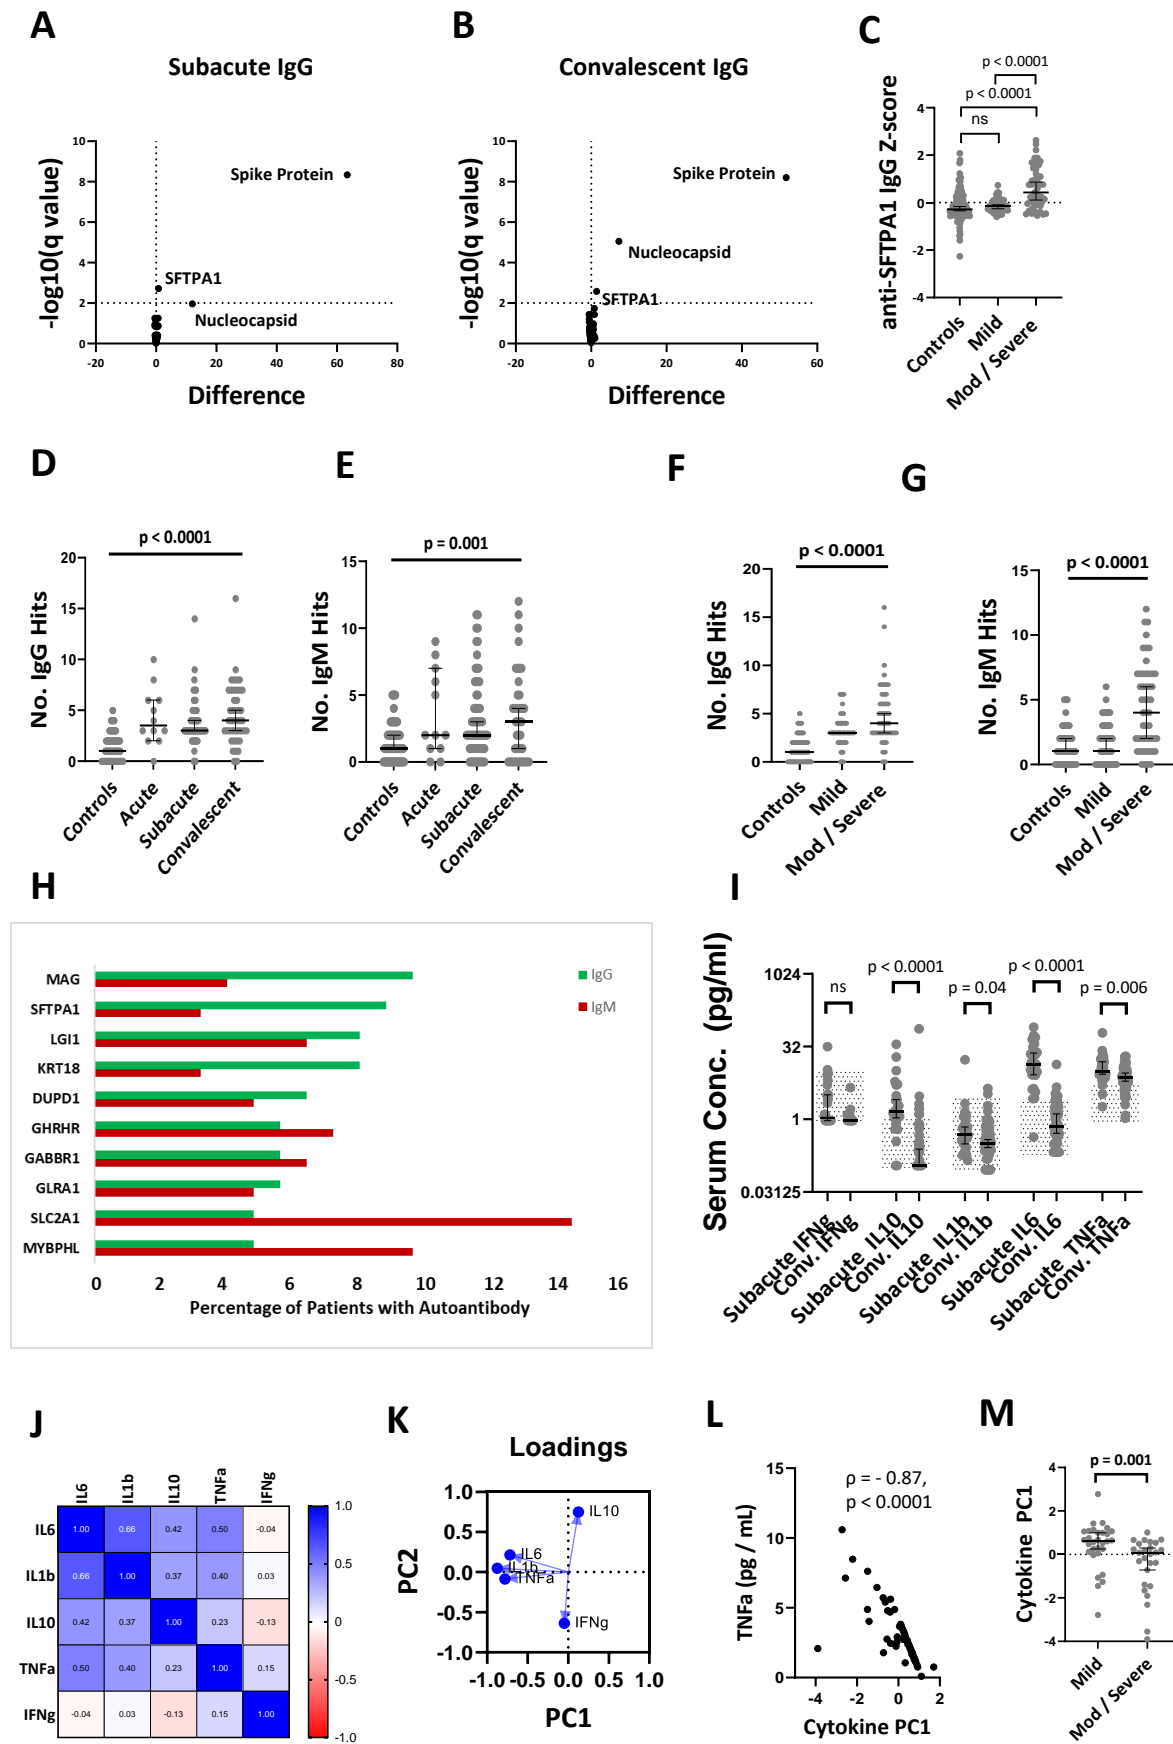 A
B
C
Subacute IgG
Convalescent IgG
p < 0.0001
p < 0.0001
ns
anti-SFTPA1 IgG Z-score
4
2
0
-2
-4
Controls
Mild
Mod / Severe
-log10(q value)
10
8
6
4
2
0
Spike Protein
SFTPA1
Nucleocapsid
-20
0
20
40
60
80
Difference
-log10(q value)
10
8
6
4
2
0
Spike Protein
Nucleocapsid
SFTPA1
-20
0
20
40
60
Difference
D
E
F
G
p < 0.0001
No. IgG Hits
20
15
10
5
0
Controls
Acute
Subacute
Convalescent
p = 0.001
No. IgM Hits
15
10
5
0
Controls
Acute
Subacute
Convalescent
p < 0.0001
No. IgG Hits
20
15
10
5
0
Controls
Mild
Mod / Severe
p < 0.0001
No. IgM Hits
15
10
5
0
Controls
Mild
Mod / Severe
H
MAG
SFTPA1
LGI1
KRT18
DUPD1
GHRHR
GABBR1
GLRA1
SLC2A1
MYBPHL
IgG
IgM
0 2 4 6 8 10 12 14 16
Percentage of Patients with Autoantibody
I
Serum Conc. (pg/ml)
1024
32
1
0.03125
ns
p < 0.0001
p = 0.04
p < 0.0001
p = 0.006
Subacute IFNg
Conv. IFNg
Subacute IL10
Conv. IL10
Subacute IL1b
Conv. IL1b
Subacute IL6
Conv. IL6
Subacute TNFa
Conv. TNFa
J
IL6 IL1b IL10 TNFa IFNg
IL6 1.00 0.66 0.42 0.50 -0.04
IL1b 0.66 1.00 0.37 0.40 0.03
IL10 0.42 0.37 1.00 0.23 -0.13
TNFa 0.50 0.40 0.23 1.00 0.15
IFNg -0.04 0.03 -0.13 0.15 1.00
1.0
0.5
0
-0.5
-1.0
K
Loadings
PC2
1.0
0.5
0.0
-0.5
-1.0
IL10
IL6
IL1b
TNFa
IFNg
-1.0 -0.5 0.0 0.5 1.0
PC1
L
ρ = - 0.87,
p < 0.0001
TNFa (pg / mL)
15
10
5
0
-4 -2 0 2
Cytokine PC1
M
p = 0.001
Cytokine PC1
4
2
0
-2
-4
Mild
Mod / Severe